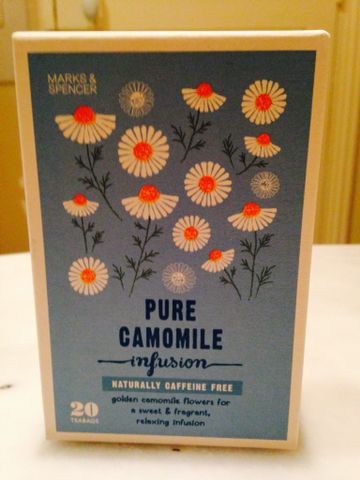 MARKS &
SPENCER
PURE
CAMOMILE
infusion
NATURALLY CAFFEINE FREE
golden camomile flowers for
a sweet & fragrant,
relaxing infusion
20
TEABAGS